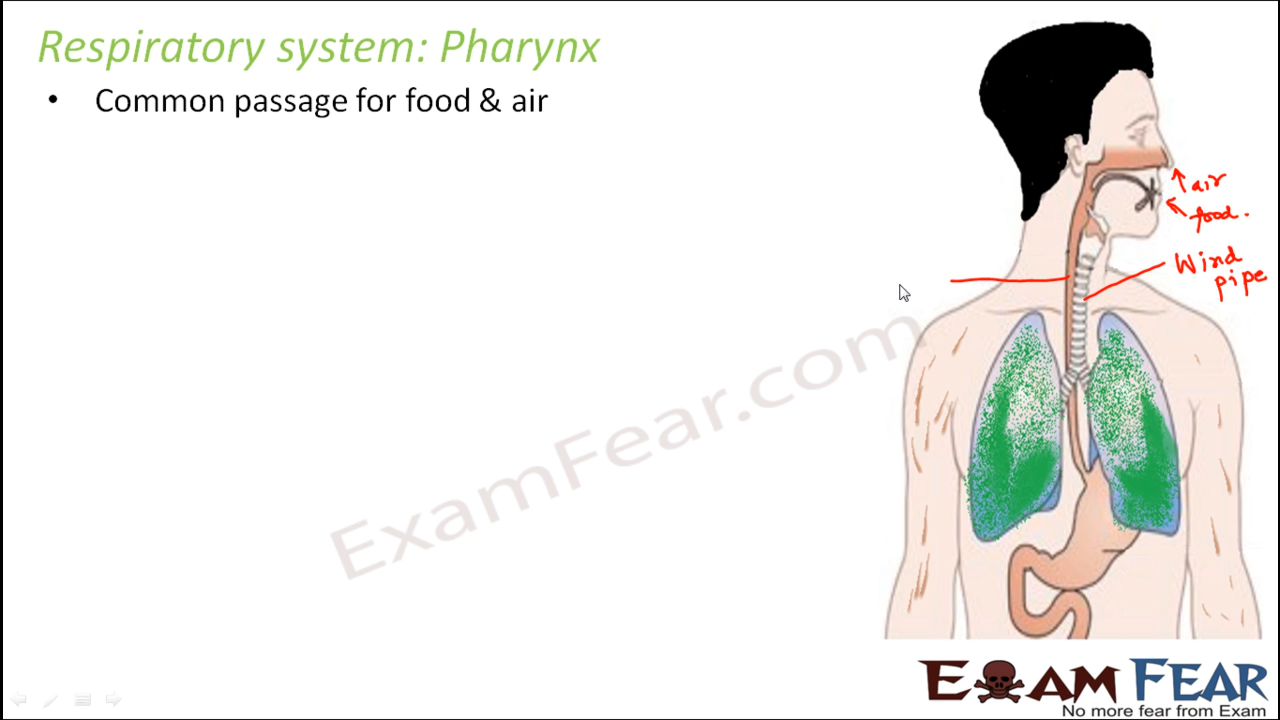 Respiratory system: Pharynx
• Common passage for food & air
air
food.
Wind
pipe
ExamFear.com
EXAM FEAR
No more fear from Exam